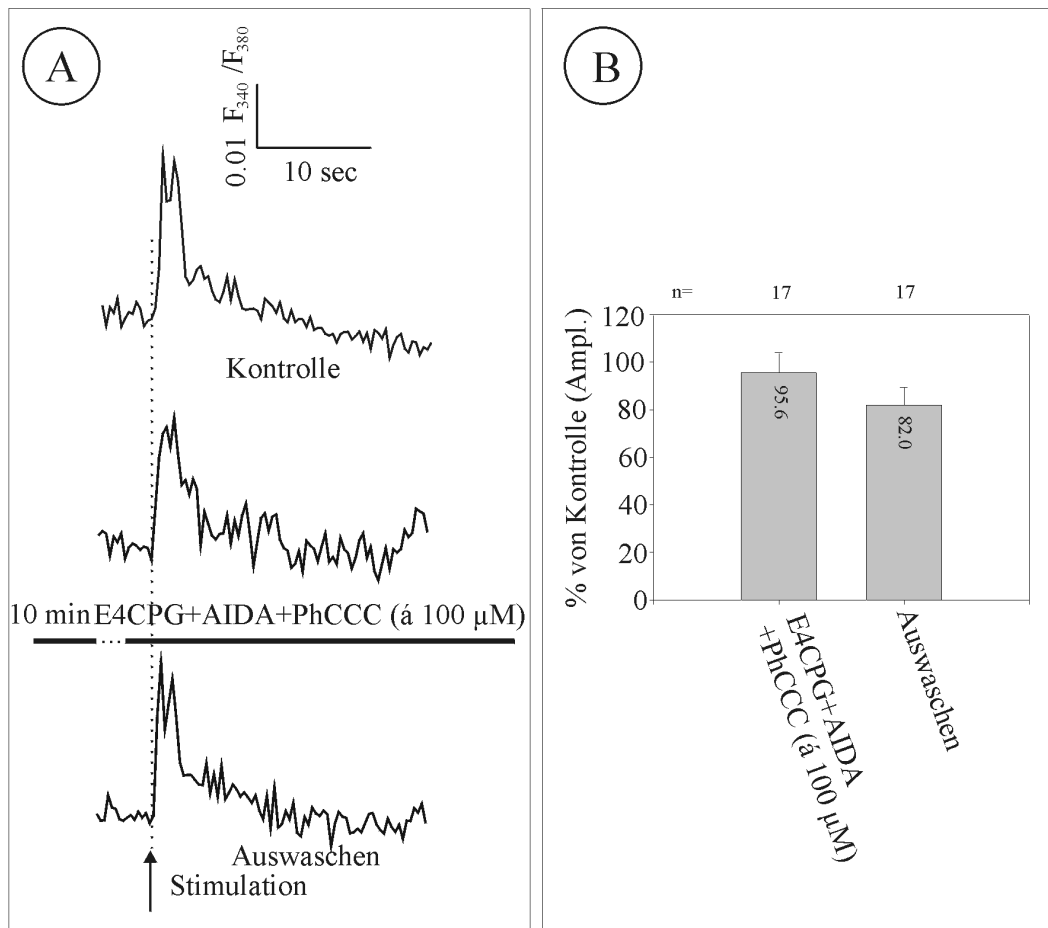 A
0.01 F340 /F380
10 sec
Kontrolle
10 min E4CPG+AIDA+PhCCC (á 100 µM)
Auswaschen
Stimulation
B
n= 17 17
% von Kontrolle (Ampl.)
120
100
80
60
40
20
0
95.6
82.0
E4CPG+AIDA
+PhCCC (á 100 µM)
Auswaschen